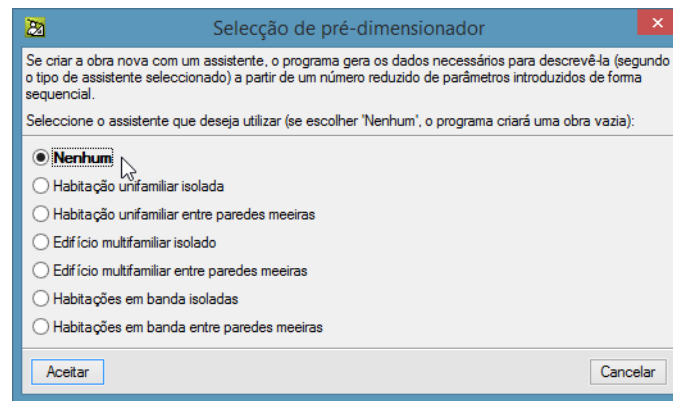 Selecção de pré-dimensionador
Se criar a obra nova com um assistente, o programa gera os dados necessários para descrevê-la (segundo
o tipo de assistente seleccionado) a partir de um número reduzido de parâmetros introduzidos de forma
sequencial.
Seleccione o assistente que deseja utilizar (se escolher 'Nenhum', o programa criará uma obra vazia):
Nenhum
Habitação unifamiliar isolada
Habitação unifamiliar entre paredes meeiras
Edifício multifamiliar isolado
Edifício multifamiliar entre paredes meeiras
Habitações em banda isoladas
Habitações em banda entre paredes meeiras
Aceitar Cancelar